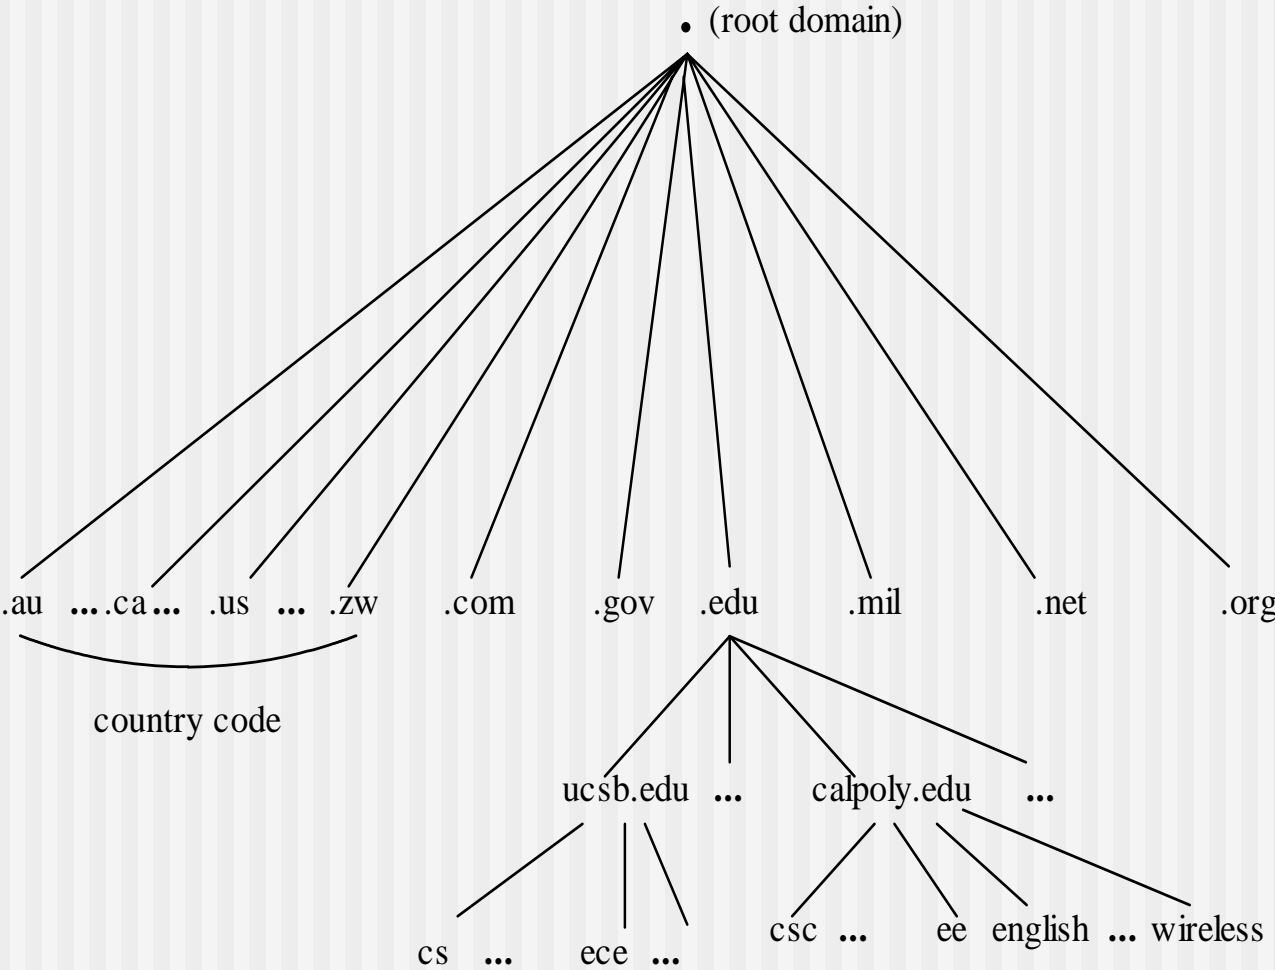 . (root domain)
.au ... .ca ... .us ... .zw .com .gov .edu .mil .net .org
country code
ucsb.edu ... calpoly.edu ...
csc ... ee english ... wireless
cs ... ece ...